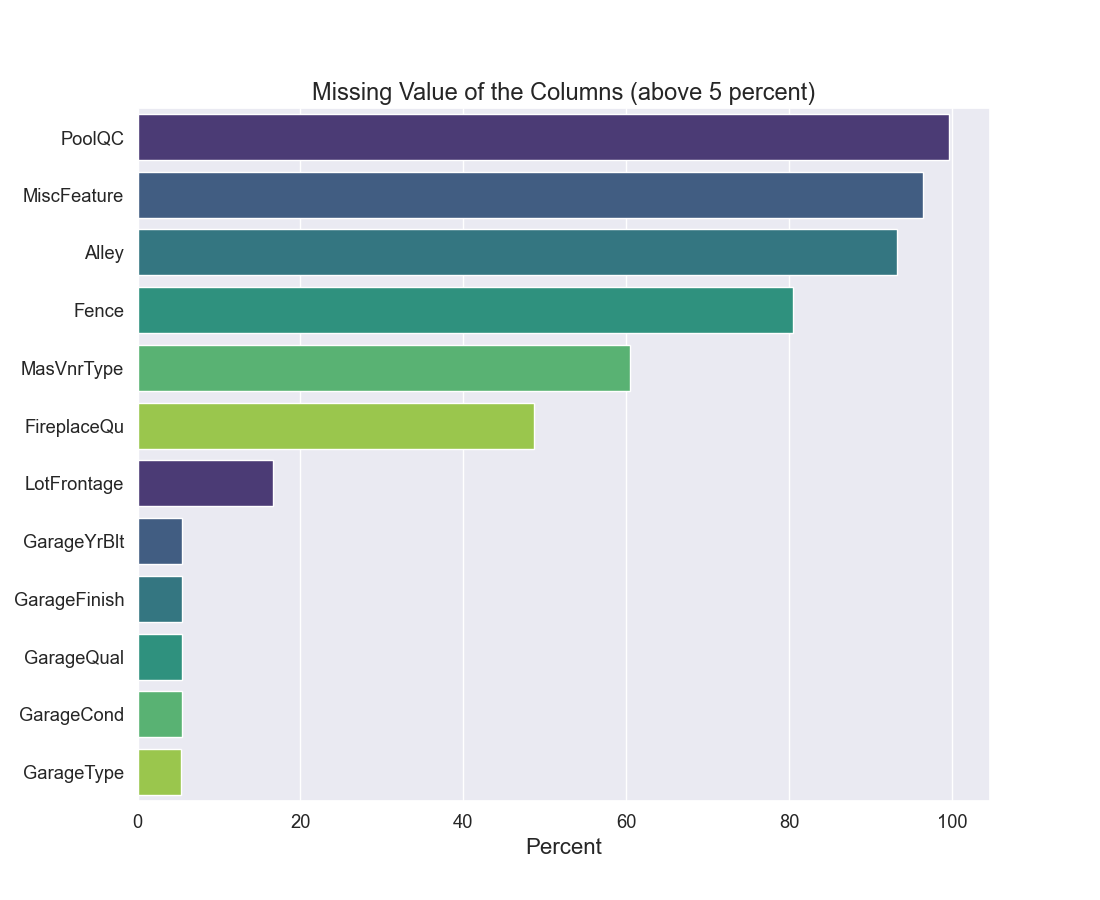 Missing Value of the Columns (above 5 percent)
PoolQC
MiscFeature
Alley
Fence
MasVnrType
FireplaceQu
LotFrontage
GarageYrBlt
GarageFinish
GarageQual
GarageCond
GarageType
0 20 40 60 80 100
Percent